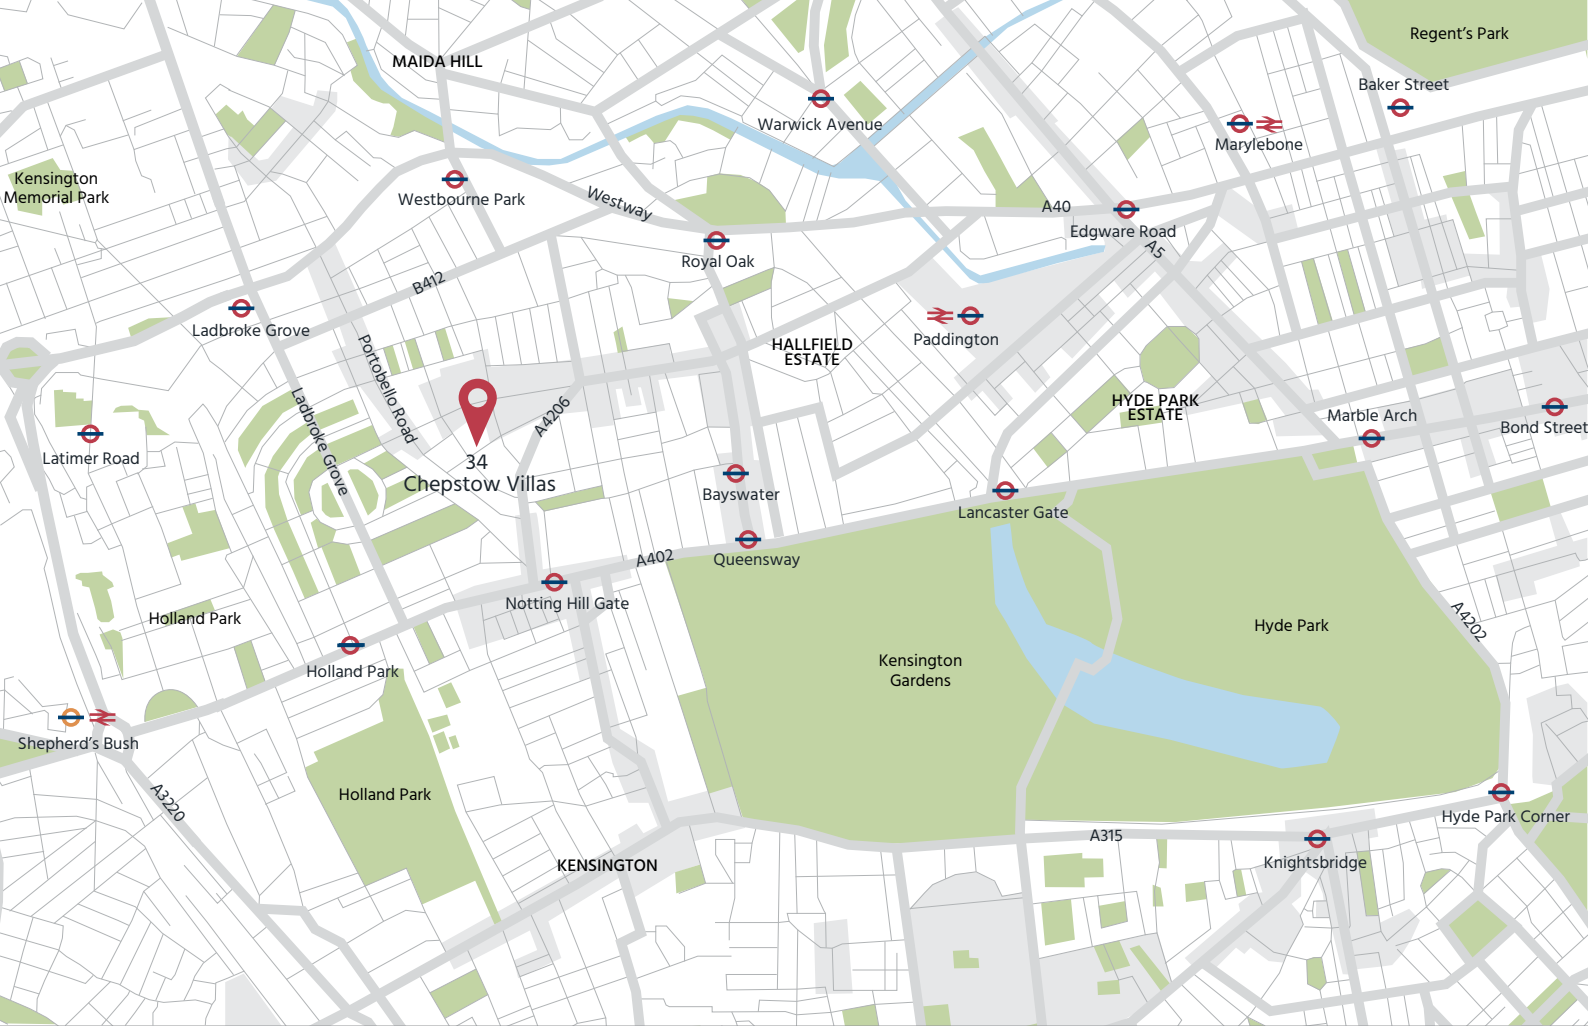 Regent's Park
MAIDA HILL
Baker Street
Warwick Avenue
Marylebone
Kensington
Memorial Park
Westbourne Park
Westway
A40
Edgware Road
A5
Royal Oak
B412
Ladbroke Grove
Portobello Road
HALLFIELD
ESTATE
Paddington
HYDE PARK
ESTATE
Marble Arch
Bond Street
Ladbroke Grove
A4206
Latimer Road
34
Chepstow Villas
Bayswater
Lancaster Gate
A402
Queensway
Notting Hill Gate
Holland Park
Hyde Park
A4202
Kensington
Gardens
Holland Park
Shepherd's Bush
A3220
Holland Park
Hyde Park Corner
A315
KENSINGTON
Knightsbridge